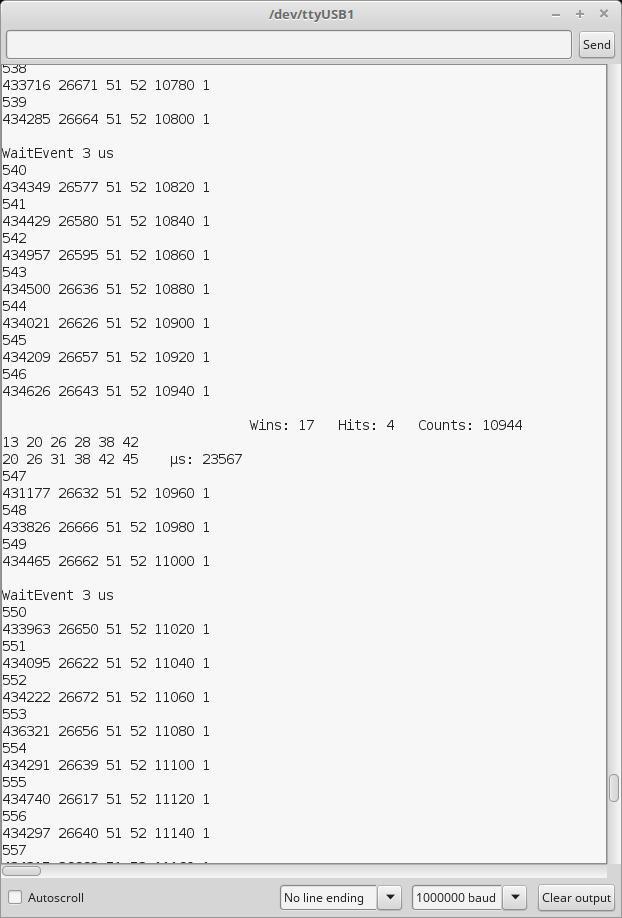 /dev/ttyUSB1
Send
538
433716 26671 51 52 10780 1
539
434285 26664 51 52 10800 1
WaitEvent 3 us
540
434349 26577 51 52 10820 1
541
434429 26580 51 52 10840 1
542
434957 26595 51 52 10860 1
543
434500 26636 51 52 10880 1
544
434021 26626 51 52 10900 1
545
434209 26657 51 52 10920 1
546
434626 26643 51 52 10940 1
Wins: 17 Hits: 4 Counts: 10944
13 20 26 28 38 42
20 26 31 38 42 45 µs: 23567
547
431177 26632 51 52 10960 1
548
433826 26666 51 52 10980 1
549
434465 26662 51 52 11000 1
WaitEvent 3 us
550
433963 26650 51 52 11020 1
551
434095 26622 51 52 11040 1
552
434222 26672 51 52 11060 1
553
436321 26656 51 52 11080 1
554
434291 26639 51 52 11100 1
555
434740 26617 51 52 11120 1
556
434297 26640 51 52 11140 1
557
Autoscroll
No line ending
1000000 baud
Clear output